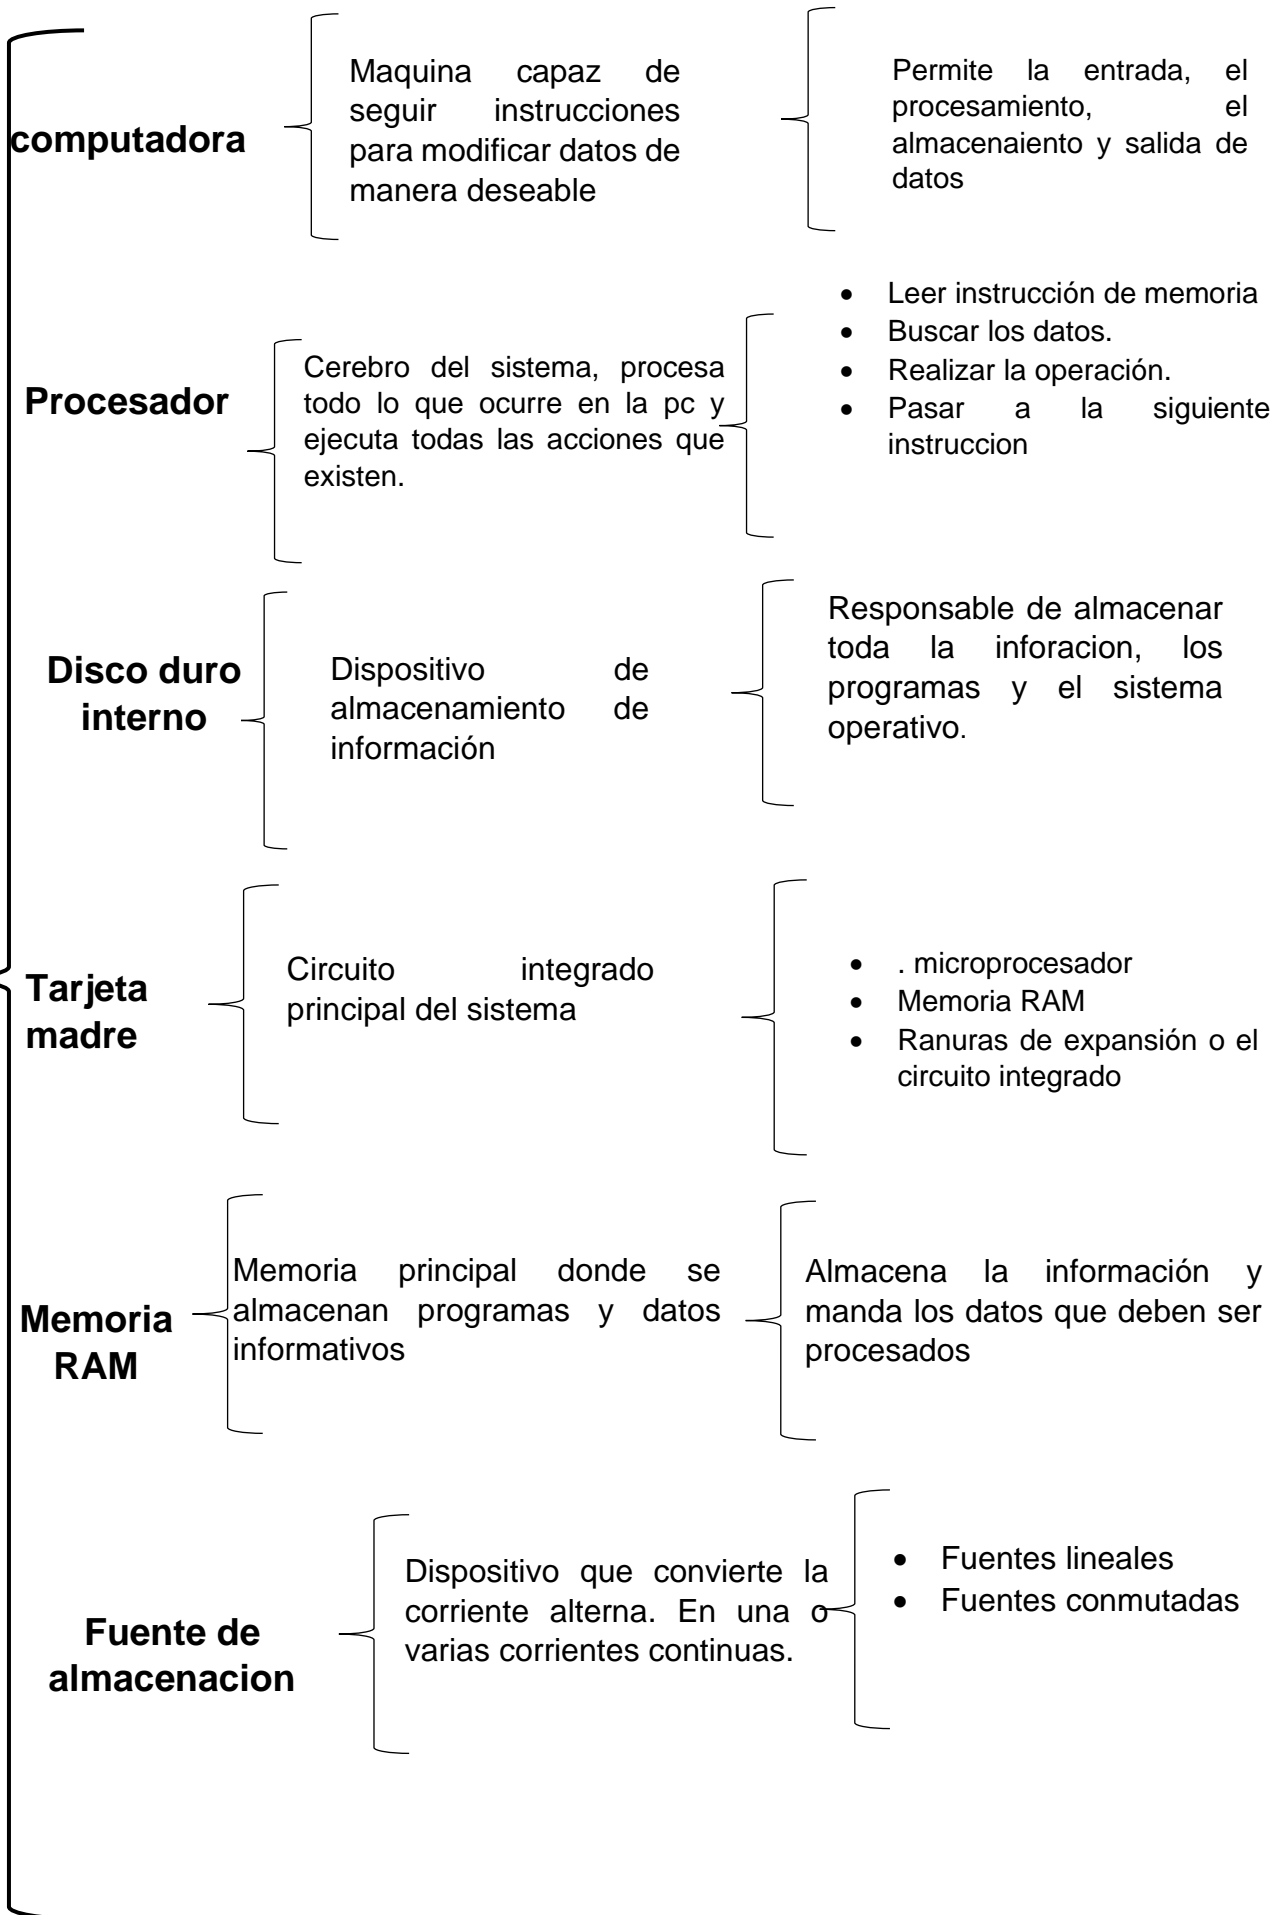 computadora
Maquina capaz de
seguir instrucciones
para modificar datos de
manera deseable
Permite la entrada, el
procesamiento, el
almacenaiento y salida de
datos
Procesador
Cerebro del sistema, procesa
todo lo que ocurre en la pc y
ejecuta todas las acciones que
existen.
• Leer instrucción de memoria
• Buscar los datos.
• Realizar la operación.
• Pasar a la siguiente
instruccion
Disco duro
interno
Dispositivo de
almacenamiento de
información
Responsable de almacenar
toda la inforacion, los
programas y el sistema
operativo.
Tarjeta
madre
Circuito integrado
principal del sistema
• . microprocesador
• Memoria RAM
• Ranuras de expansión o el
circuito integrado
Memoria
RAM
Memoria principal donde se
almacenan programas y datos
informativos
Almacena la información y
manda los datos que deben ser
procesados
Fuente de
almacenacion
Dispositivo que convierte la
corriente alterna. En una o
varias corrientes continuas.
• Fuentes lineales
• Fuentes conmutadas